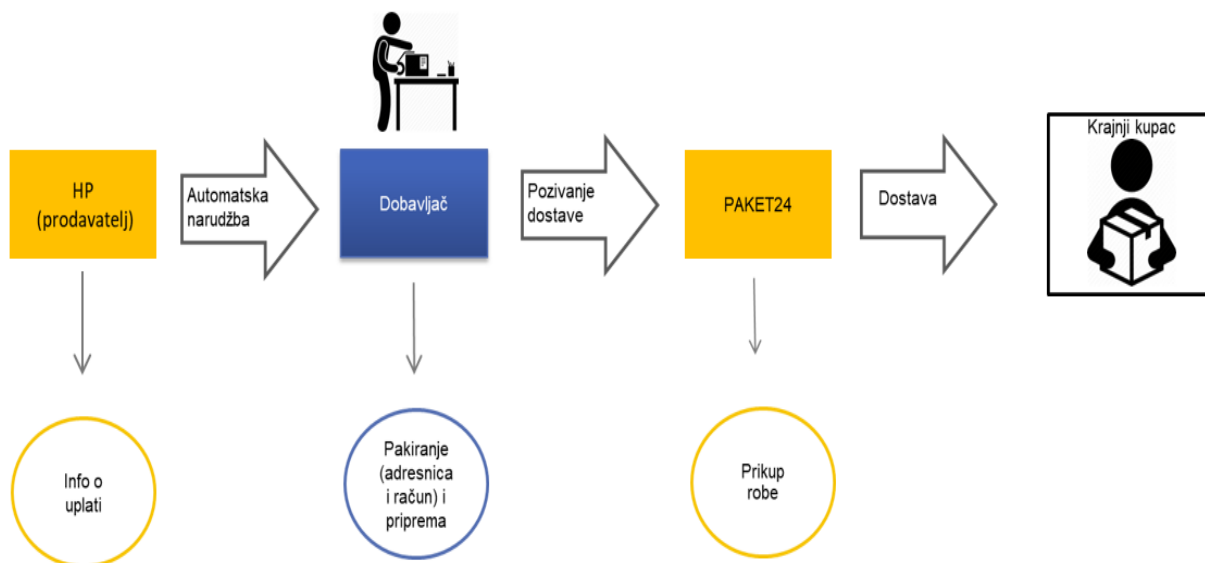 Krajnji kupac
HP
(prodavatelj)
Automatska
narudžba
Dobavljač
Pozivanje
dostave
PAKET24
Dostava
Info o
uplati
Pakiranje
(adresnica
i račun) i
priprema
Prikup
robe